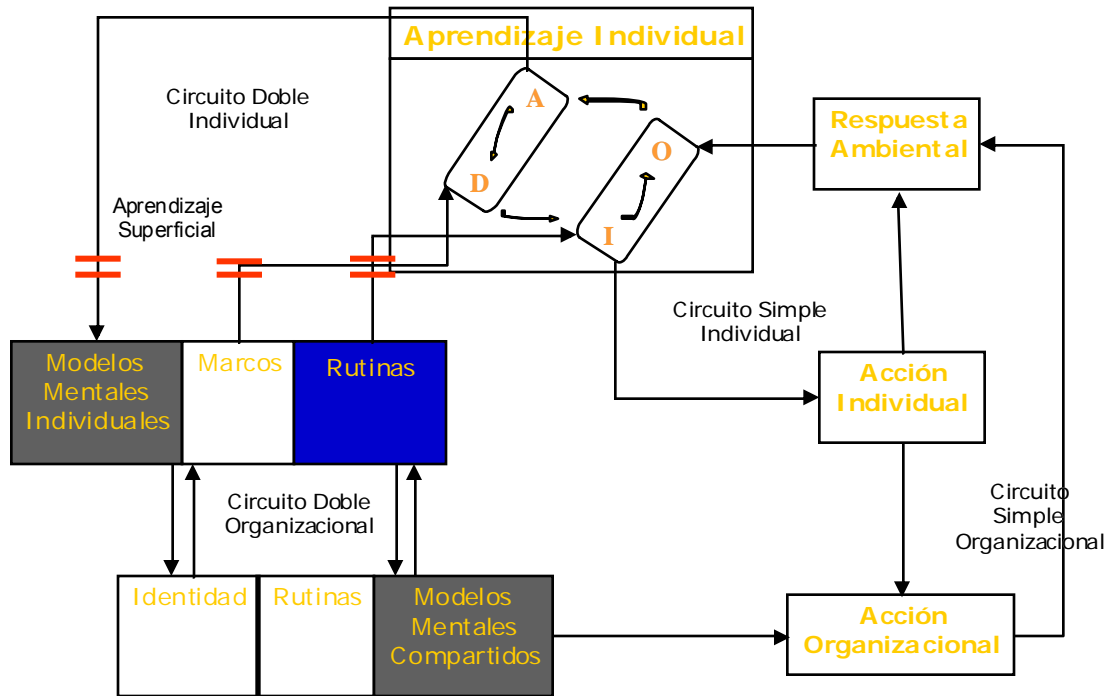 Aprendizaje Individual
Circuito Doble
Individual
A
D
O
I
Respuesta
Ambiental
Aprendizaje
Superficial
Circuito Simple
Individual
Modelos
Mentales
Individuales
Marcos
Rutinas
Acción
Individual
Circuito Doble
Organizacional
Circuito
Simple
Organizacional
Identidad
Rutinas
Modelos
Mentales
Compartidos
Acción
Organizacional